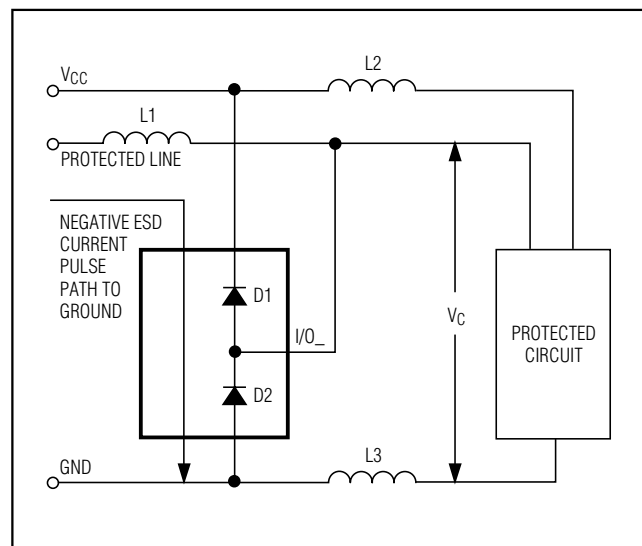 VCC
L2
L1
PROTECTED LINE
NEGATIVE ESD
CURRENT
PULSE
PATH TO
GROUND
D1
I/O_
VC
PROTECTED
CIRCUIT
D2
GND
L3